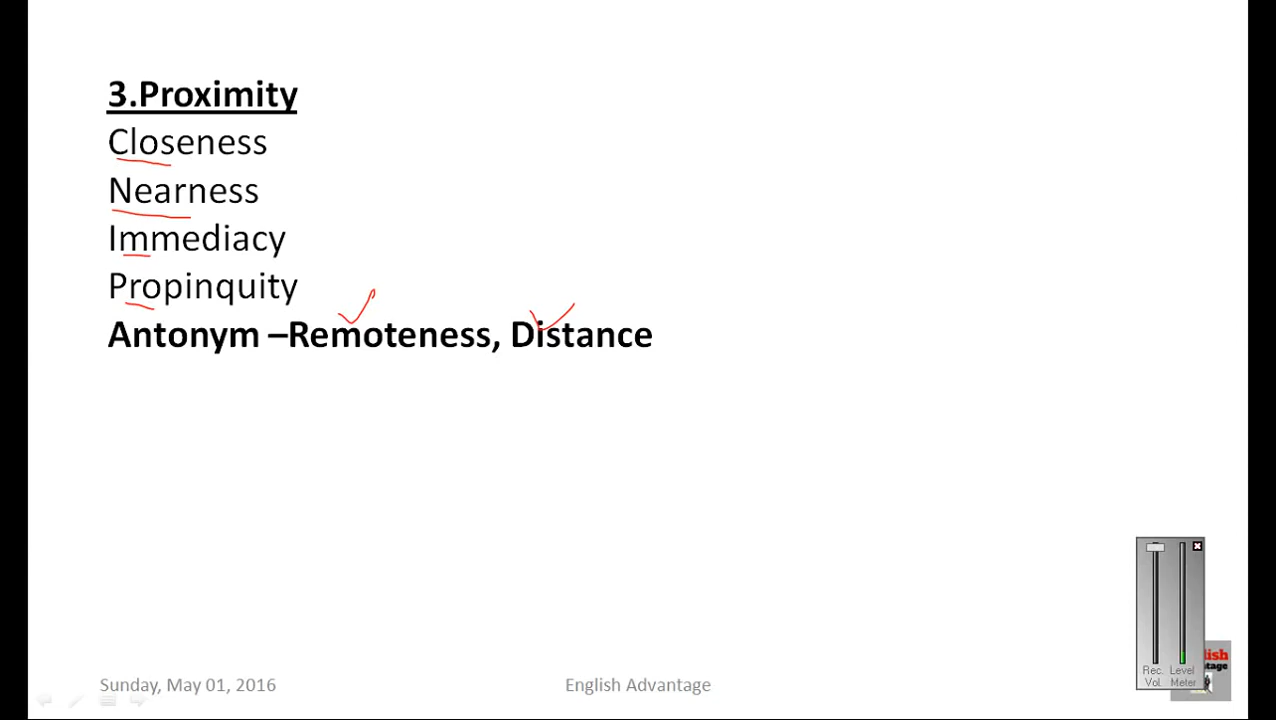 3.Proximity
Closeness
Nearness
Immediacy
Propinquity
Antonym –Remoteness, Distance
Rec. Level
Vol. Meter
Sunday, May 01, 2016
English Advantage